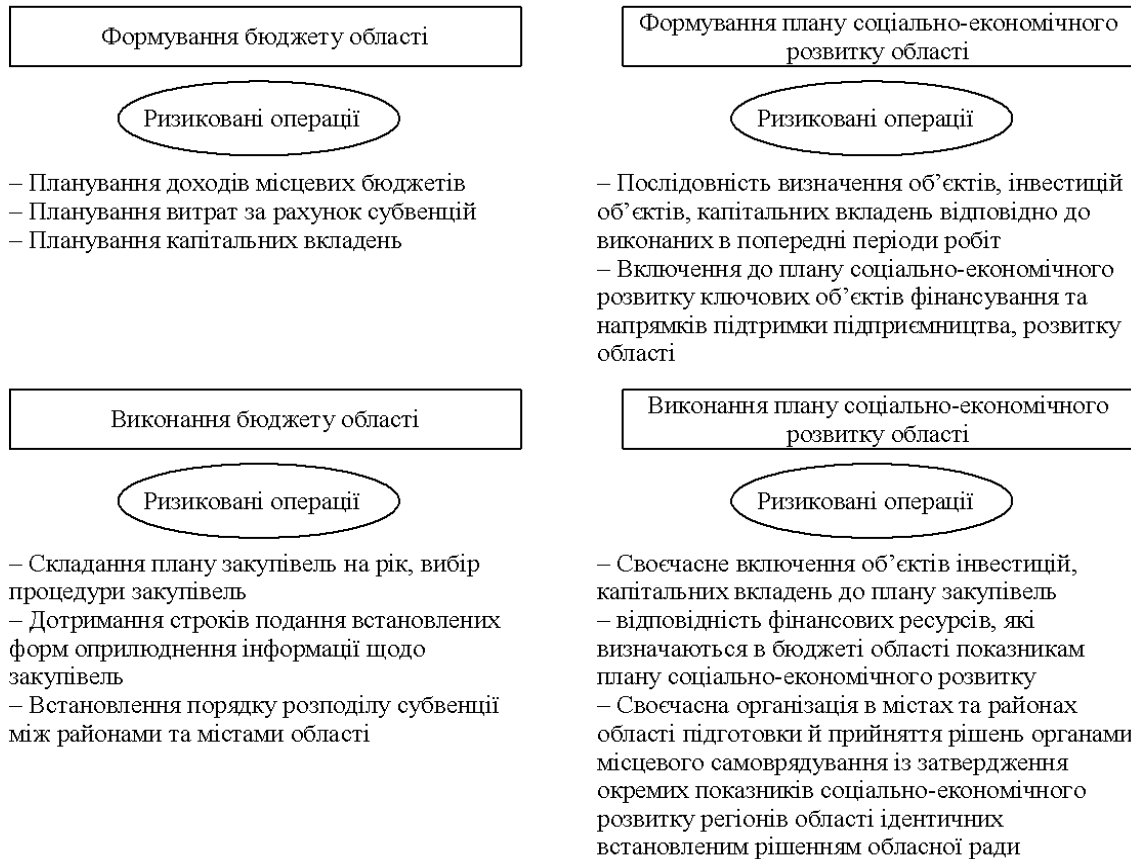 Формування бюджету області
Ризиковані операції
– Планування доходів місцевих бюджетів
– Планування витрат за рахунок субвенцій
– Планування капітальних вкладень
Формування плану соціально-економічного
розвитку області
Ризиковані операції
– Послідовність визначення об’єктів, інвестицій
об’єктів, капітальних вкладень відповідно до
виконаних в попередні періоди робіт
– Включення до плану соціально-економічного
розвитку ключових об’єктів фінансування та
напрямків підтримки підприємництва, розвитку
області
Виконання бюджету області
Ризиковані операції
– Складання плану закупівель на рік, вибір
процедури закупівель
– Дотримання строків подання встановлених
форм оприлюднення інформації щодо
закупівель
– Встановлення порядку розподілу субвенції
між районами та містами області
Виконання плану соціально-економічного
розвитку області
Ризиковані операції
– Своєчасне включення об’єктів інвестицій,
капітальних вкладень до плану закупівель
– відповідність фінансових ресурсів, які
визначаються в бюджеті області показникам
плану соціально-економічного розвитку
– Своєчасна організація в містах та районах
області підготовки й прийняття рішень органами
місцевого самоврядування із затвердження
окремих показників соціально-економічного
розвитку регіонів області ідентичних
встановленим рішенням обласної ради